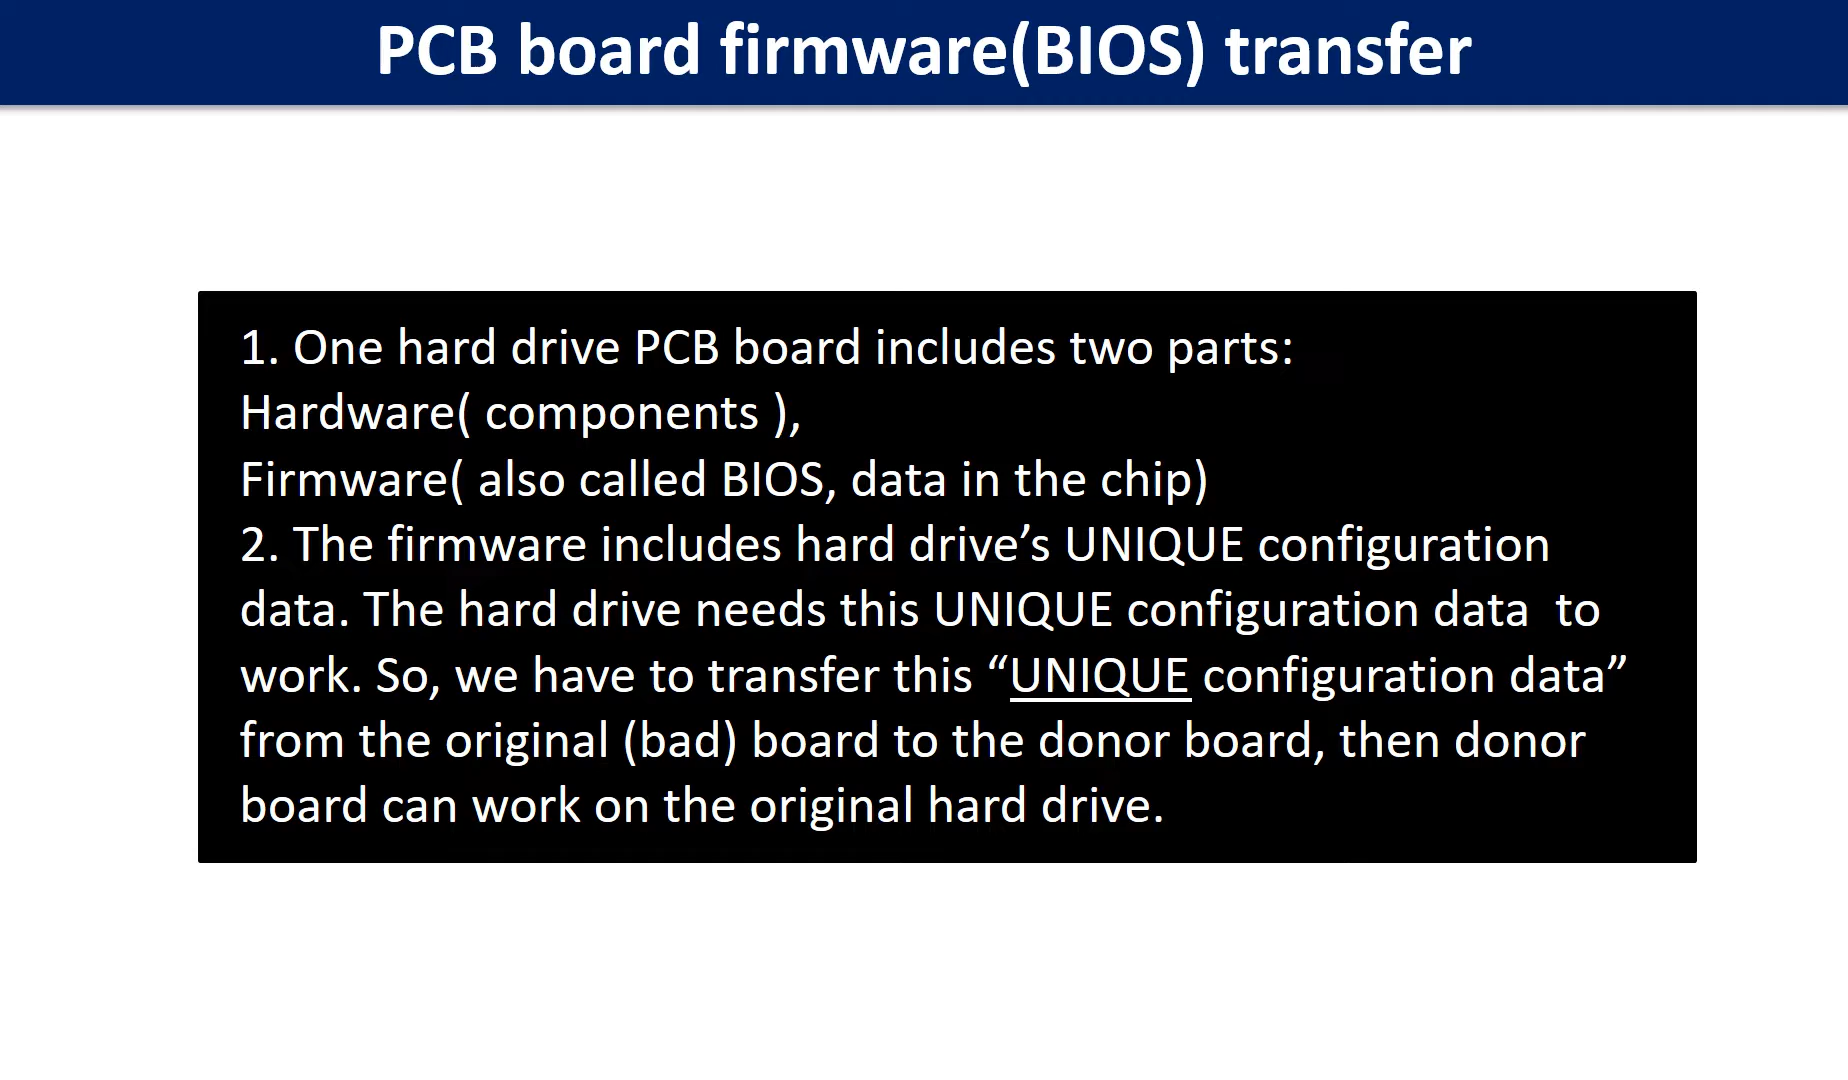 PCB board firmware(BIOS) transfer
1. One hard drive PCB board includes two parts:
Hardware( components ),
Firmware( also called BIOS, data in the chip)
2. The firmware includes hard drive’s UNIQUE configuration
data. The hard drive needs this UNIQUE configuration data  to
work. So, we have to transfer this “UNIQUE configuration data”
from the original (bad) board to the donor board, then donor
board can work on the original hard drive.